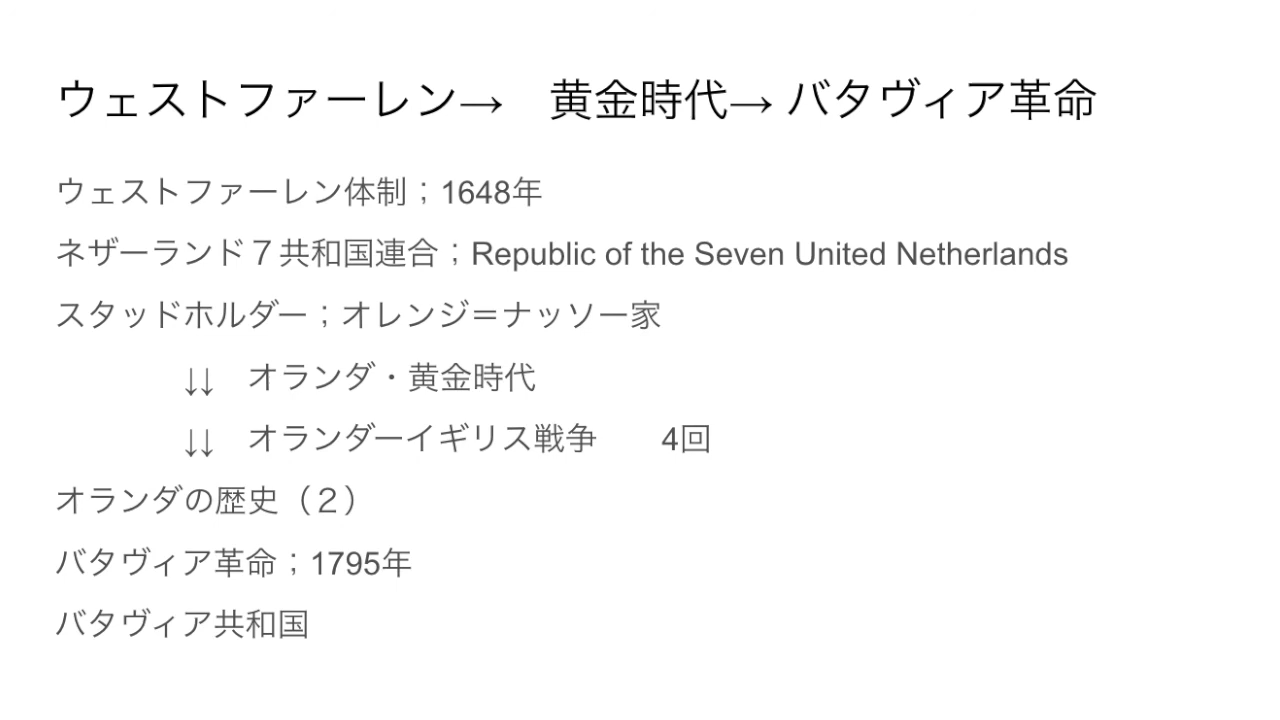 ウェストファーレン→　黄金時代→ バタヴィア革命
ウェストファーレン体制；1648年
ネザーランド７共和国連合；Republic of the Seven United Netherlands
スタッドホルダー；オレンジ＝ナッソー家
↓↓　オランダ・黄金時代
↓↓　オランダーイギリス戦争　　4回
オランダの歴史（２）
バタヴィア革命；1795年
バタヴィア共和国